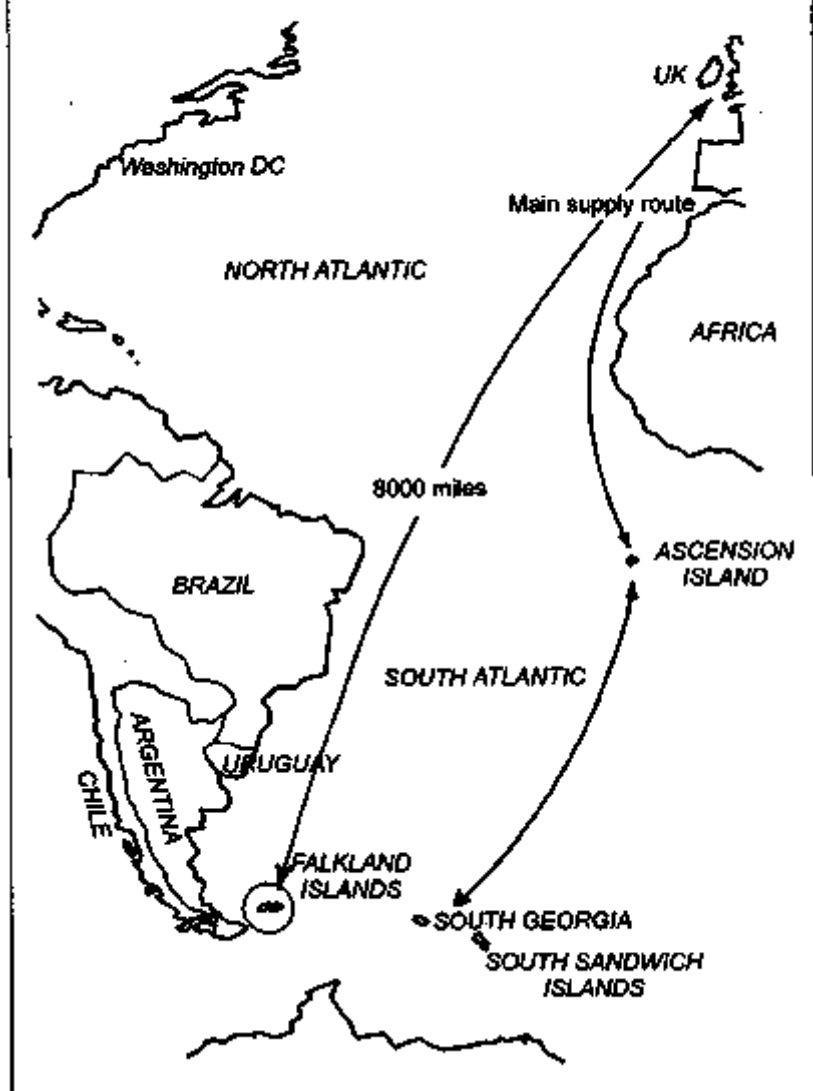 UK
Washington DC
Main supply route
NORTH ATLANTIC
AFRICA
8000 miles
ASCENSION
ISLAND
BRAZIL
SOUTH ATLANTIC
ARGENTINA
URUGUAY
CHILE
FALKLAND
ISLANDS
SOUTH GEORGIA
SOUTH SANDWICH
ISLANDS